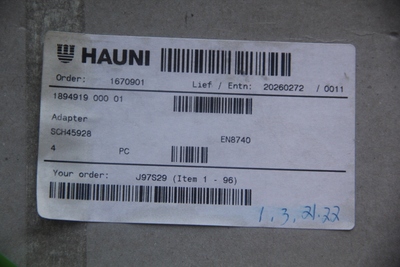 HAUNI
Order: 1670901 Lief / Entn: 20260272 / 0011
1894919 000 01
Adapter
SCH45928 EN8740
4 PC
Your order: J97S29 (Item 1 - 96)
1, 3, 21-22